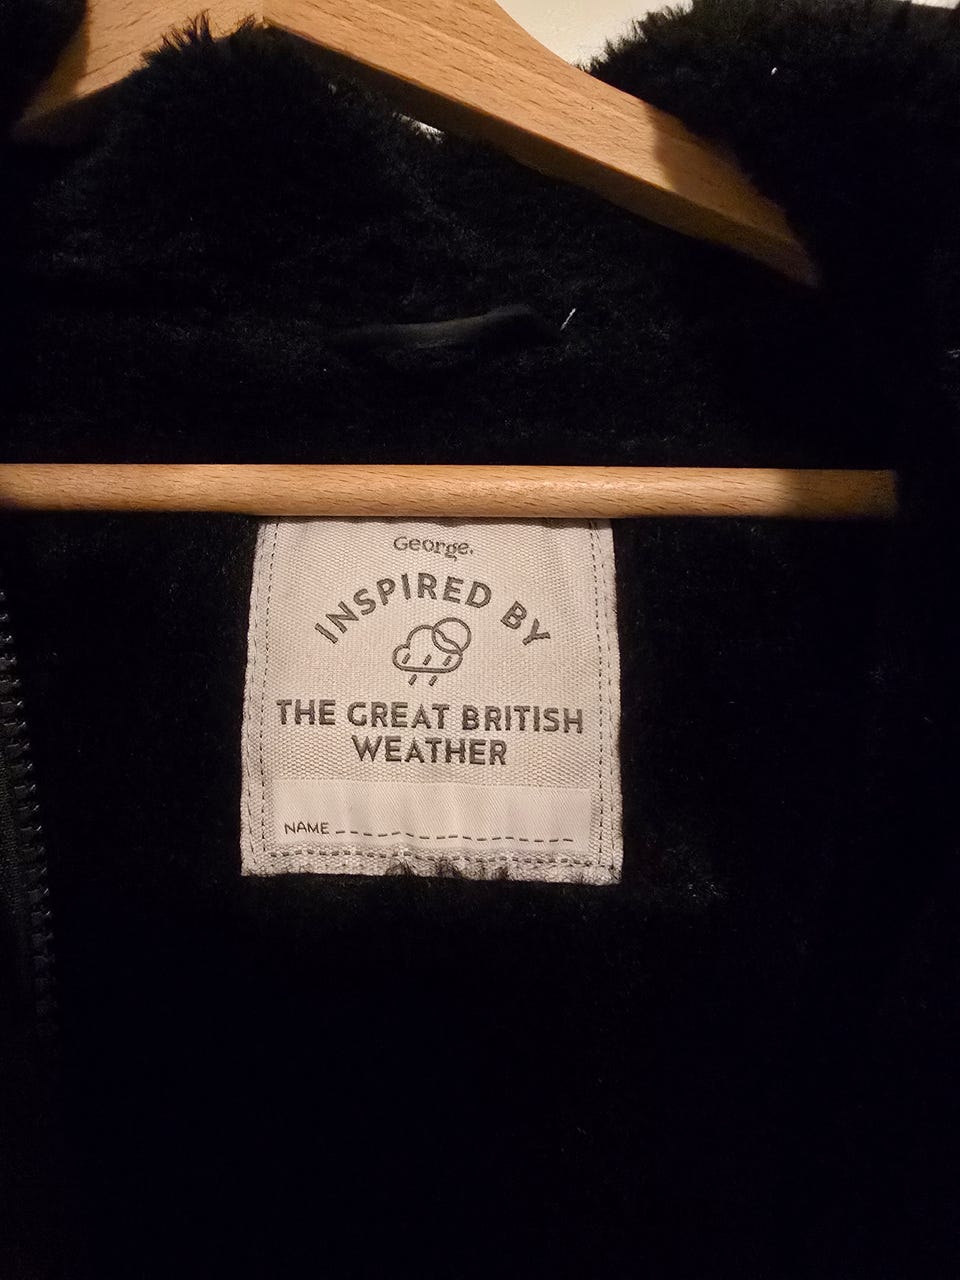 George.
INSPIRED BY
THE GREAT BRITISH
WEATHER
NAME